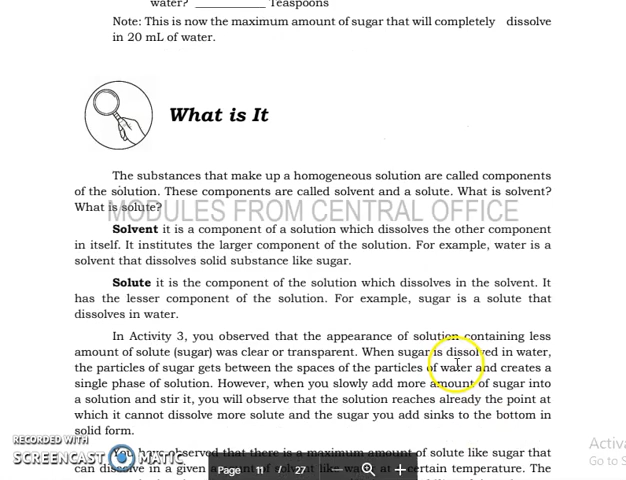 water? ____________ Teaspoons
Note: This is now the maximum amount of sugar that will completely dissolve
in 20 mL of water.
What is It
The substances that make up a homogeneous solution are called components
of the solution. These components are called solvent and a solute. What is solvent?
What is solute?
MODULES FROM CENTRAL OFFICE
Solvent it is a component of a solution which dissolves the other component
in itself. It institutes the larger component of the solution. For example, water is a
solvent that dissolves solid substance like sugar.
Solute it is the component of the solution which dissolves in the solvent. It
has the lesser component of the solution. For example, sugar is a solute that
dissolves in water.
In Activity 3, you observed that the appearance of solution containing less
amount of solute (sugar) was clear or transparent. When sugar is dissolved in water,
the particles of sugar gets between the spaces of the particles of water and creates a
single phase of solution. However, when you slowly add more amount of sugar into
a solution and stir it, you will observe that the solution reaches already the point at
which it cannot dissolve more solute and the sugar you add sinks to the bottom in
solid form.
You have observed that there is a maximum amount of solute like sugar that
can dissolve in a given certain temperature. The
RECORDED WITH
SCREENCAST MATIC
Page 11 / 27
Activa
Go to S